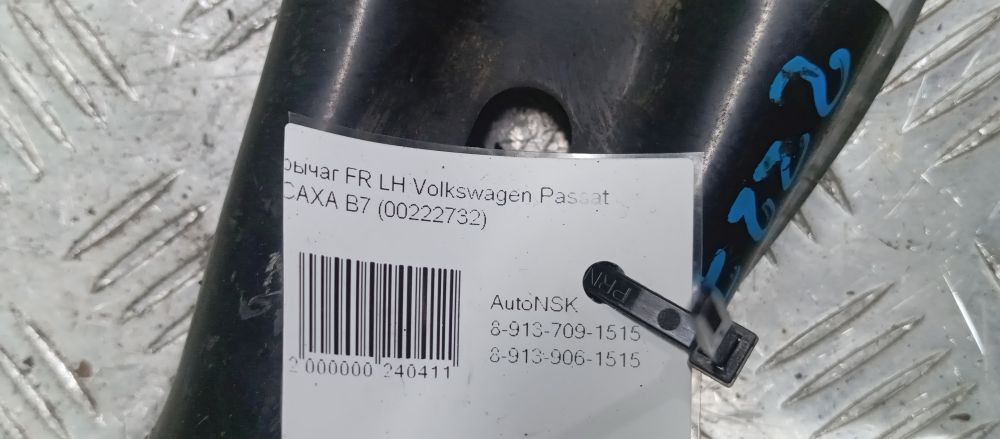 рычаг FR LH Volkswagen Passat
CAXA B7 (00222732)
AutoNSK
8-913-709-1515
8-913-906-1515
2 000000 240411
222